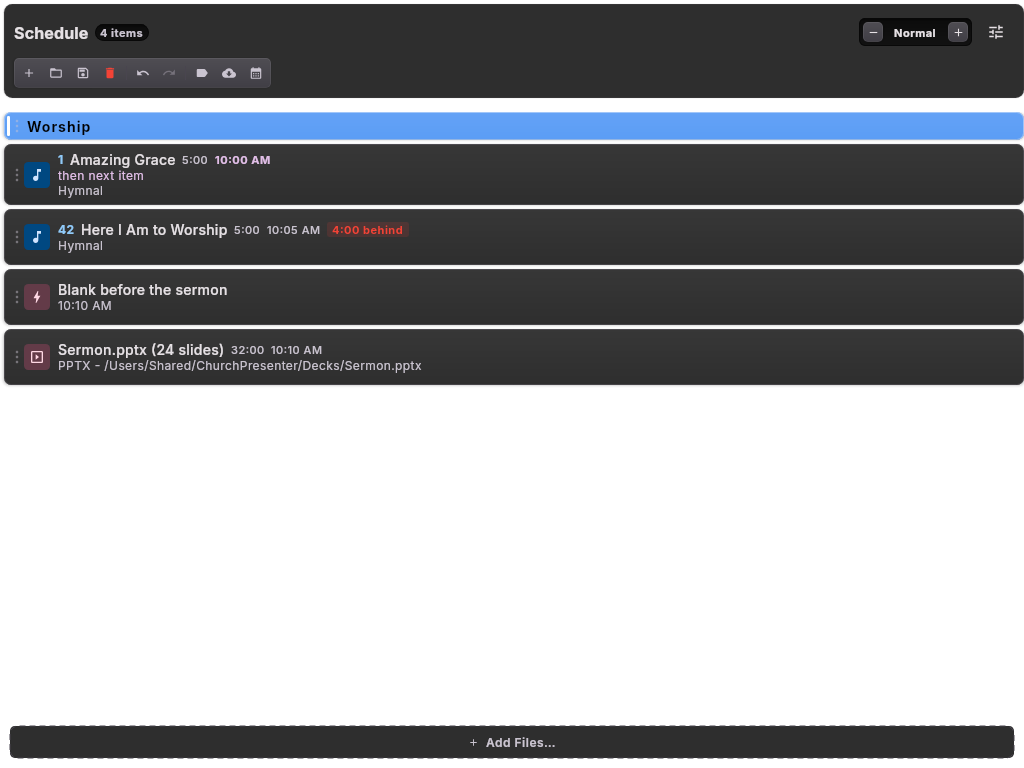 Schedule 4 items
− Normal +
Worship
1 Amazing Grace 5:00 10:00 AM
then next item
Hymnal
42 Here I Am to Worship 5:00 10:05 AM 4:00 behind
Hymnal
Blank before the sermon
10:10 AM
Sermon.pptx (24 slides) 32:00 10:10 AM
PPTX - /Users/Shared/ChurchPresenter/Decks/Sermon.pptx
+ Add Files...